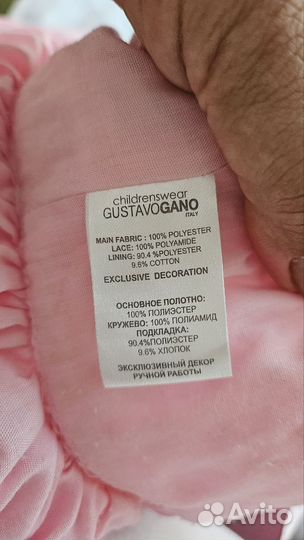 childrenswear
GUSTAVOGANO
ITALY
MAIN FABRIC : 100% POLYESTER
LACE: 100% POLYAMIDE
LINING: 90.4 %POLYESTER
9.6% COTTON
EXCLUSIVE DECORATION
ОСНОВНОЕ ПОЛОТНО:
100% ПОЛИЭСТЕР
КРУЖЕВО: 100% ПОЛИАМИД
ПОДКЛАДКА:
90.4%ПОЛИЭСТЕР
9.6% ХЛОПОК
ЭКСКЛЮЗИВНЫЙ ДЕКОР
РУЧНОЙ РАБОТЫ
Avito